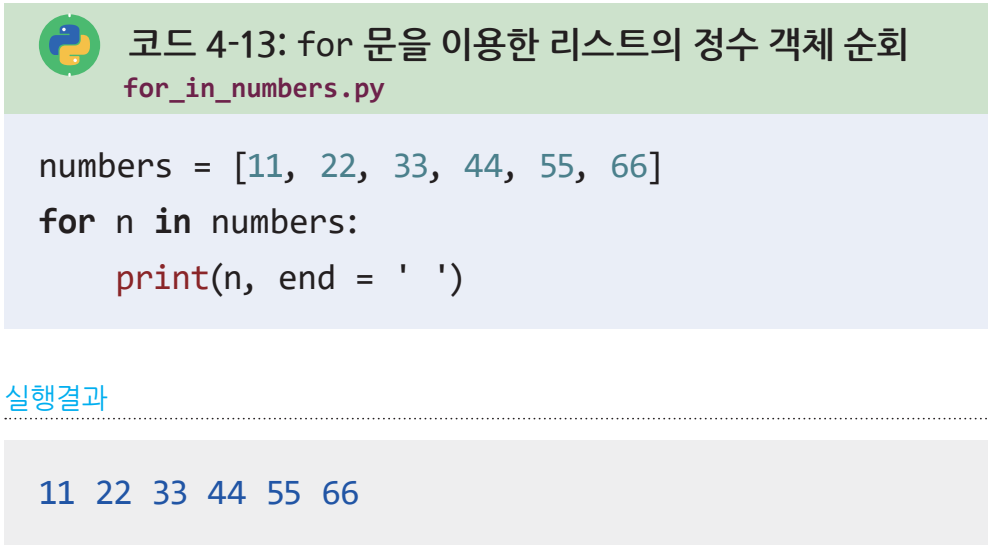 코드 4-13: for 문을 이용한 리스트의 정수 객체 순회
for_in_numbers.py
numbers = [11, 22, 33, 44, 55, 66]
for n in numbers:
    print(n, end = ' ')
실행결과
11 22 33 44 55 66